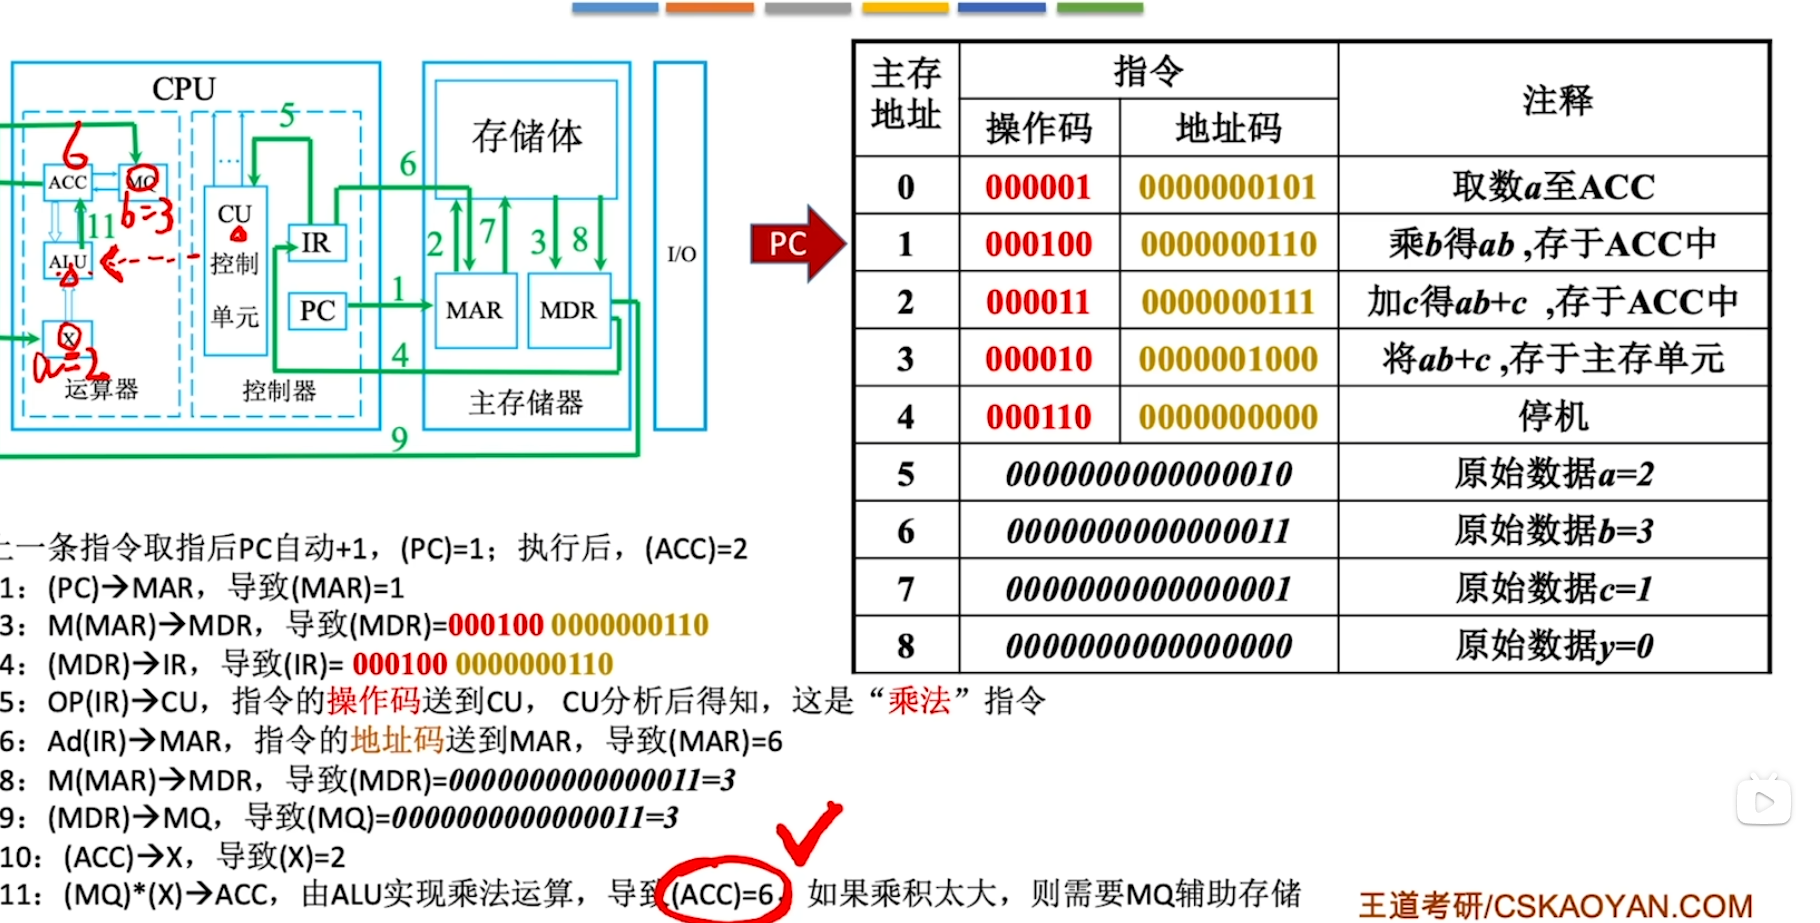 CPU
5
6
ACC
MQ
b=3
11
ALU
X
a=2
运算器
...
CU
控制
单元
IR
PC
控制器
6
1
4
9
存储体
2
7
3
8
MAR
MDR
主存储器
I/O
PC
主存地址 指令 注释
操作码 地址码
0 000001 0000000101 取数a至ACC
1 000100 0000000110 乘b得ab ,存于ACC中
2 000011 0000000111 加c得ab+c ,存于ACC中
3 000010 0000001000 将ab+c ,存于主存单元
4 000110 0000000000 停机
5 0000000000000010 原始数据a=2
6 0000000000000011 原始数据b=3
7 0000000000000001 原始数据c=1
8 0000000000000000 原始数据y=0
上一条指令取指后PC自动+1，(PC)=1；执行后，(ACC)=2
1：(PC)→MAR，导致(MAR)=1
3：M(MAR)→MDR，导致(MDR)=000100 0000000110
4：(MDR)→IR，导致(IR)= 000100 0000000110
5：OP(IR)→CU，指令的操作码送到CU，CU分析后得知，这是“乘法”指令
6：Ad(IR)→MAR，指令的地址码送到MAR，导致(MAR)=6
8：M(MAR)→MDR，导致(MDR)=0000000000000011=3
9：(MDR)→MQ，导致(MQ)=0000000000000011=3
10：(ACC)→X，导致(X)=2
11：(MQ)*(X)→ACC，由ALU实现乘法运算，导致(ACC)=6，如果乘积太大，则需要MQ辅助存储
王道考研/CSKAOYAN.COM